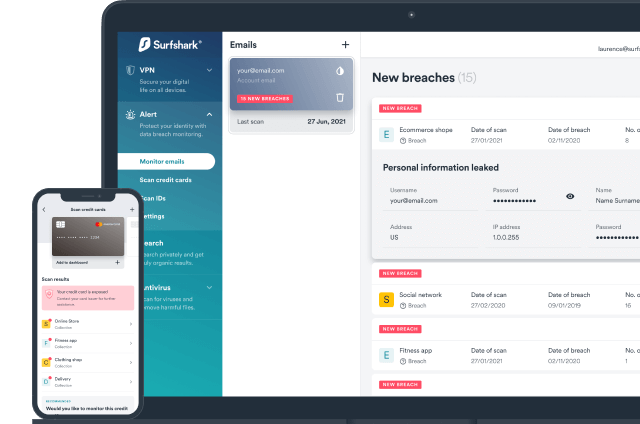 Surfshark®
VPN
Secure your digital
life on all devices.
Alert
Protect your identity with
data breach monitoring.
Monitor emails
Scan credit cards
Scan IDs
Settings
Search
Search privately and get
truly organic results.
Antivirus
Scan for viruses and
remove harmful files.
Emails
your@email.com
Account email
15 NEW BREACHES
Last scan 27 Jun, 2021
laurence@surfs
New breaches (15)
NEW BREACH
E Ecommerce shope Date of scan Date of breach No. o
Breach 27/01/2021 02/11/2020 8
Personal information leaked
Username Password Name
your@email.com •••••••••••• Name Surname
Address IP address Password
US 1.0.0.255 ••••••••••••
NEW BREACH
S Social network Date of scan Date of breach No. o
Breach 27/02/2020 09/01/2019 16
NEW BREACH
E Fitness app Date of scan Date of breach No. o
Breach 27/01/2021 02/11/2020 1
NEW BREACH
Scan credit cards
•••• •••• •••• 1234
Add to dashboard
Scan results
Your credit card is exposed
Contact your card issuer for further
assistance.
S Online Store
Collection
F Fitness app
Collection
C Clothing shop
Collection
D Delivery
Collection
RECOMMENDED
Would you like to monitor this credit